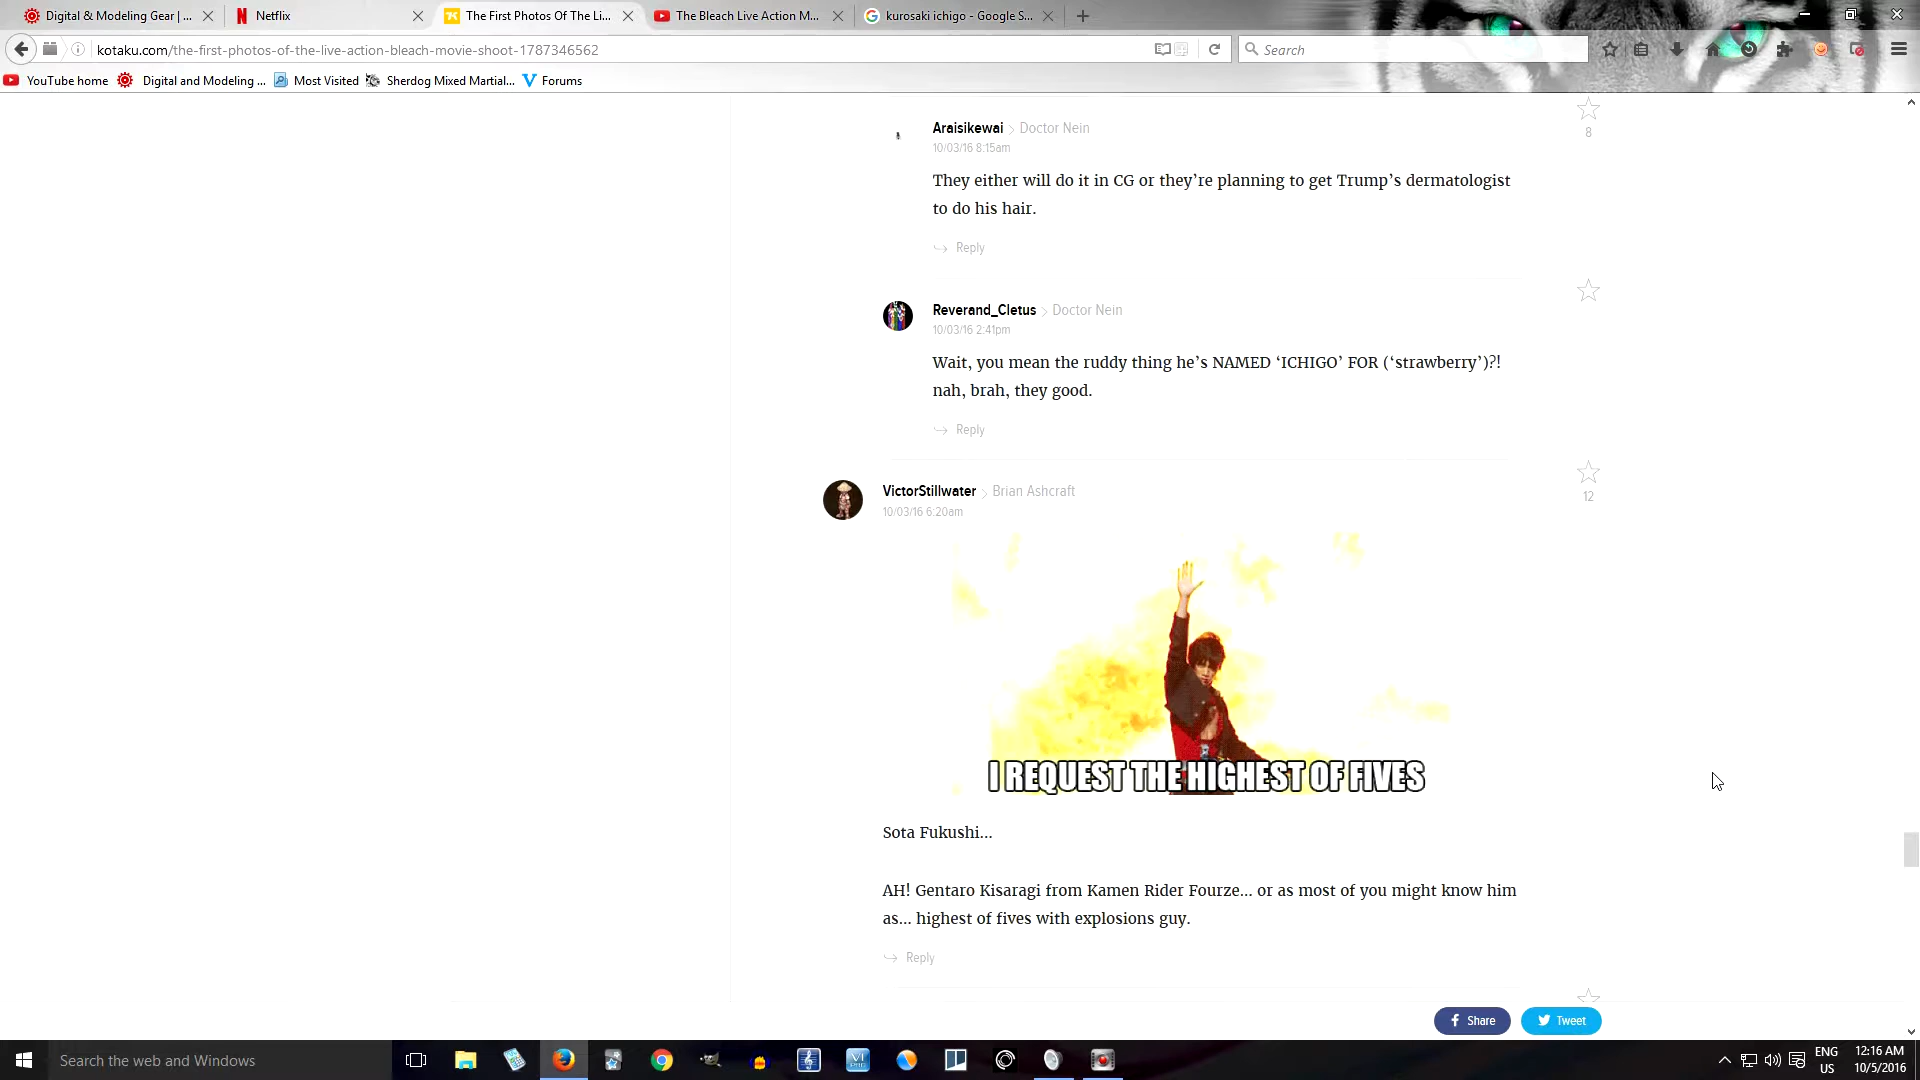 Digital & Modeling Gear | ...
Netflix
The First Photos Of The Li...
The Bleach Live Action M...
kurosaki ichigo - Google S...
kotaku.com/the-first-photos-of-the-live-action-bleach-movie-shoot-1787346562
Search
YouTube home
Digital and Modeling ...
Most Visited
Sherdog Mixed Martial...
Forums
Araisikewai > Doctor Nein
10/03/16 8:15am
8
They either will do it in CG or they’re planning to get Trump’s dermatologist
to do his hair.
Reply
Reverand_Cletus > Doctor Nein
10/03/16 2:41pm
Wait, you mean the ruddy thing he’s NAMED ‘ICHIGO’ FOR (‘strawberry’)?!
nah, brah, they good.
Reply
VictorStillwater > Brian Ashcraft
10/03/16 6:20am
12
I REQUEST THE HIGHEST OF FIVES
Sota Fukushi...
AH! Gentaro Kisaragi from Kamen Rider Fourze... or as most of you might know him
as... highest of fives with explosions guy.
Reply
Share
Tweet
Search the web and Windows
ENG
US
12:16 AM
10/5/2016